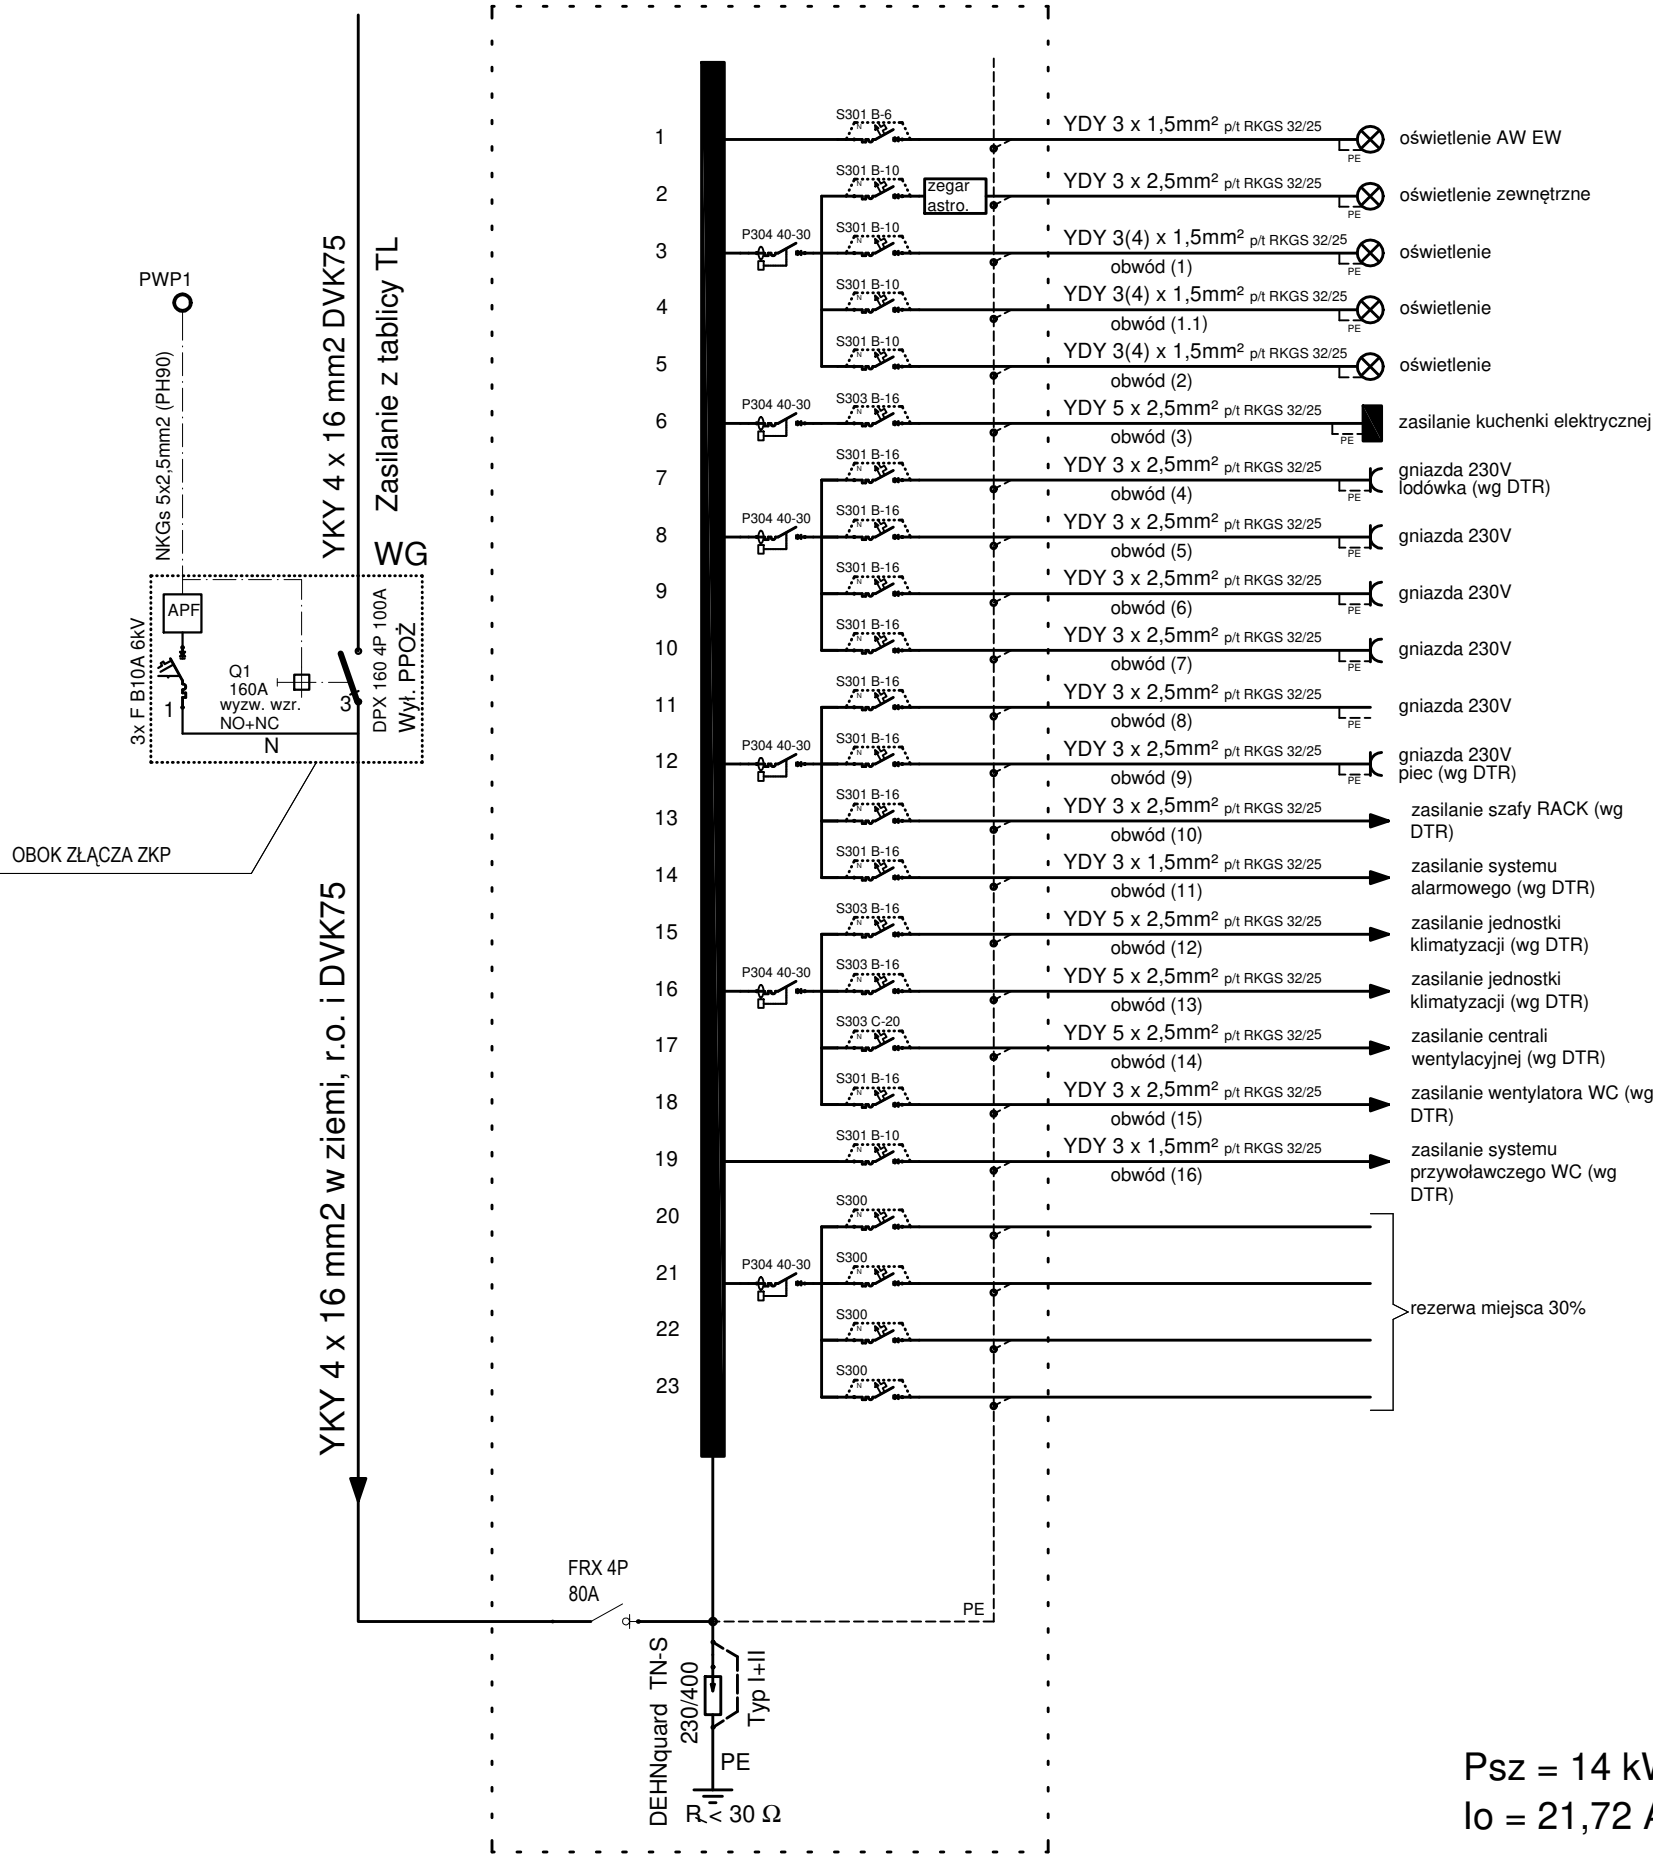 PWP1
NKGs 5x2,5mm2 (PH90)
YKY 4 x 16 mm2 DVK75
Zasilanie z tablicy TL
WG
APF
3x F B10A 6kV
1
Q1
160A
wyzw. wzr.
NO+NC
N
3
DPX 160 4P 100A
Wył. PPOŻ
OBOK ZŁĄCZA ZKP
YKY 4 x 16 mm2 w ziemi, r.o. i DVK75
1
S301 B-6
N
YDY 3 x 1,5mm² p/t RKGS 32/25
PE
oświetlenie AW EW
2
S301 B-10
N
zegar
astro.
YDY 3 x 2,5mm² p/t RKGS 32/25
PE
oświetlenie zewnętrzne
3
P304 40-30
S301 B-10
N
YDY 3(4) x 1,5mm² p/t RKGS 32/25
obwód (1)
PE
oświetlenie
4
S301 B-10
N
YDY 3(4) x 1,5mm² p/t RKGS 32/25
obwód (1.1)
PE
oświetlenie
5
S301 B-10
N
YDY 3(4) x 1,5mm² p/t RKGS 32/25
obwód (2)
PE
oświetlenie
6
P304 40-30
S303 B-16
N
YDY 5 x 2,5mm² p/t RKGS 32/25
obwód (3)
PE
zasilanie kuchenki elektrycznej
7
S301 B-16
N
YDY 3 x 2,5mm² p/t RKGS 32/25
obwód (4)
PE
gniazda 230V
lodówka (wg DTR)
8
P304 40-30
S301 B-16
N
YDY 3 x 2,5mm² p/t RKGS 32/25
obwód (5)
PE
gniazda 230V
9
S301 B-16
N
YDY 3 x 2,5mm² p/t RKGS 32/25
obwód (6)
PE
gniazda 230V
10
S301 B-16
N
YDY 3 x 2,5mm² p/t RKGS 32/25
obwód (7)
PE
gniazda 230V
11
S301 B-16
N
YDY 3 x 2,5mm² p/t RKGS 32/25
obwód (8)
PE
gniazda 230V
12
P304 40-30
S301 B-16
N
YDY 3 x 2,5mm² p/t RKGS 32/25
obwód (9)
PE
gniazda 230V
piec (wg DTR)
13
S301 B-16
N
YDY 3 x 2,5mm² p/t RKGS 32/25
obwód (10)
zasilanie szafy RACK (wg
DTR)
14
S301 B-16
N
YDY 3 x 1,5mm² p/t RKGS 32/25
obwód (11)
zasilanie systemu
alarmowego (wg DTR)
15
S303 B-16
N
YDY 5 x 2,5mm² p/t RKGS 32/25
obwód (12)
zasilanie jednostki
klimatyzacji (wg DTR)
16
P304 40-30
S303 B-16
N
YDY 5 x 2,5mm² p/t RKGS 32/25
obwód (13)
zasilanie jednostki
klimatyzacji (wg DTR)
17
S303 C-20
N
YDY 5 x 2,5mm² p/t RKGS 32/25
obwód (14)
zasilanie centrali
wentylacyjnej (wg DTR)
18
S301 B-16
N
YDY 3 x 2,5mm² p/t RKGS 32/25
obwód (15)
zasilanie wentylatora WC (wg
DTR)
19
S301 B-10
N
YDY 3 x 1,5mm² p/t RKGS 32/25
obwód (16)
zasilanie systemu
przywoławczego WC (wg
DTR)
20
S300
N
21
P304 40-30
S300
N
22
S300
N
23
S300
N
rezerwa miejsca 30%
FRX 4P
80A
PE
DEHNquard TN-S
230/400
Typ I+II
PE
R < 30 Ω
Psz = 14 kW
Io = 21,72 A